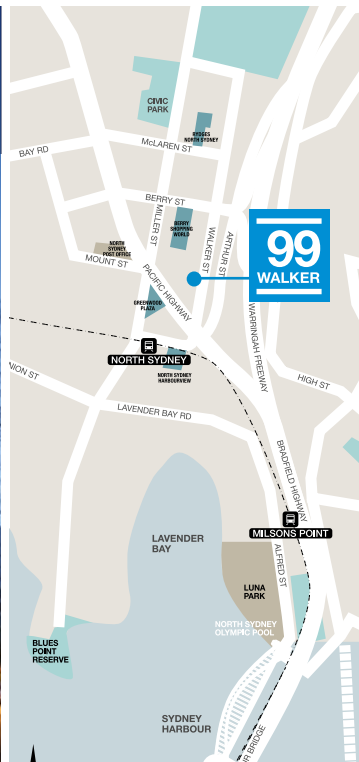 CIVIC
PARK
RYDGES
NORTH SYDNEY
McLAREN ST
BAY RD
BERRY ST
MILLER ST
BERRY
SHOPPING
WORLD
WALKER ST
ARTHUR ST
99
WALKER
NORTH
SYDNEY
POST OFFICE
MOUNT ST
PACIFIC HIGHWAY
GREENWOOD
PLAZA
WARRINGAH FREEWAY
NORTH SYDNEY
NORTH SYDNEY
HARBOURVIEW
NION ST
HIGH ST
LAVENDER BAY RD
BRADFIELD HIGHWAY
MILSONS POINT
LAVENDER
BAY
ALFRED ST
LUNA
PARK
NORTH SYDNEY
OLYMPIC POOL
BLUES
POINT
RESERVE
SYDNEY
HARBOUR
OR BRIDGE